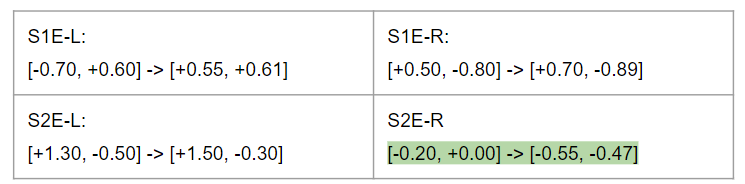 S1E-L:
[-0.70, +0.60] -> [+0.55, +0.61]
S1E-R:
[+0.50, -0.80] -> [+0.70, -0.89]
S2E-L:
[+1.30, -0.50] -> [+1.50, -0.30]
S2E-R
[-0.20, +0.00] -> [-0.55, -0.47]